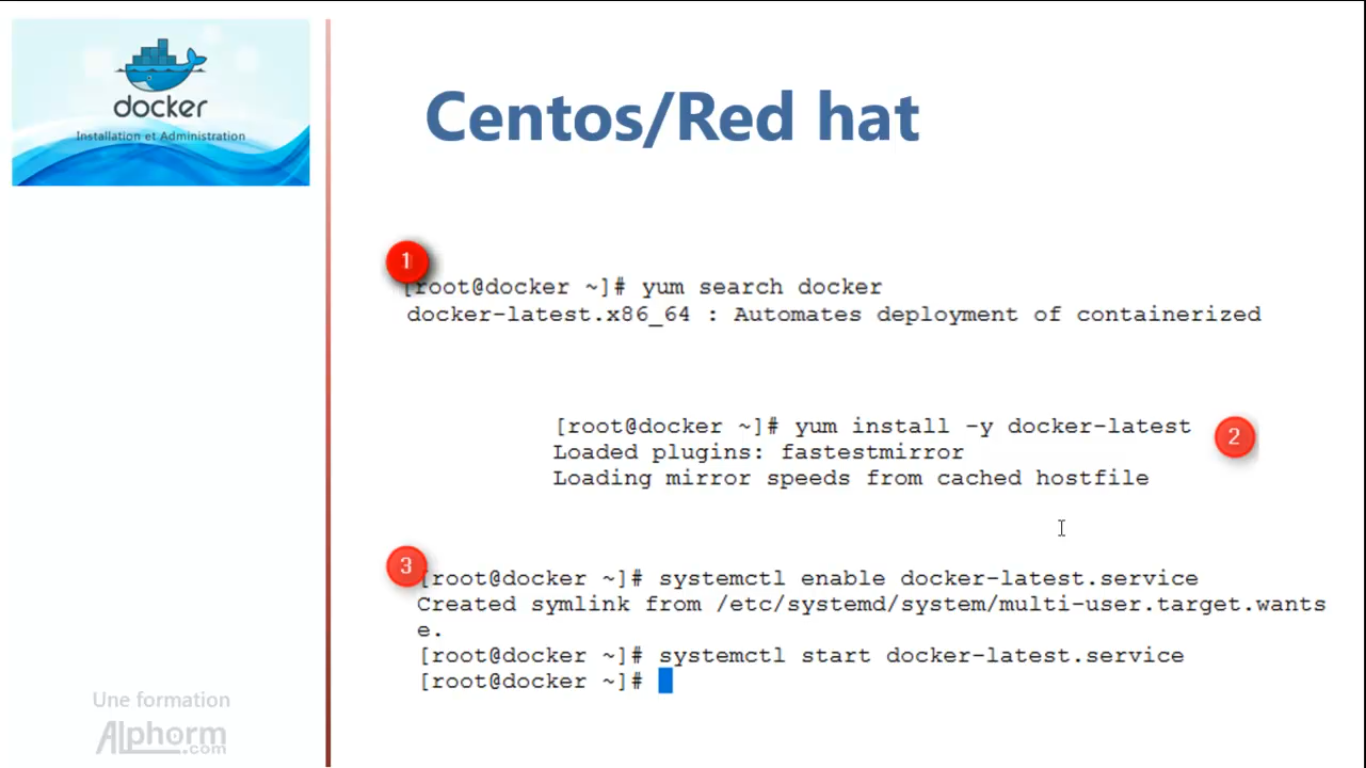 docker
Installation et Administration
Centos/Red hat
1
[root@docker ~]# yum search docker
docker-latest.x86_64 : Automates deployment of containerized
[root@docker ~]# yum install -y docker-latest
2
Loaded plugins: fastestmirror
Loading mirror speeds from cached hostfile
3
[root@docker ~]# systemctl enable docker-latest.service
Created symlink from /etc/systemd/system/multi-user.target.wants
e.
[root@docker ~]# systemctl start docker-latest.service
[root@docker ~]#
Une formation
Alphorm
.com